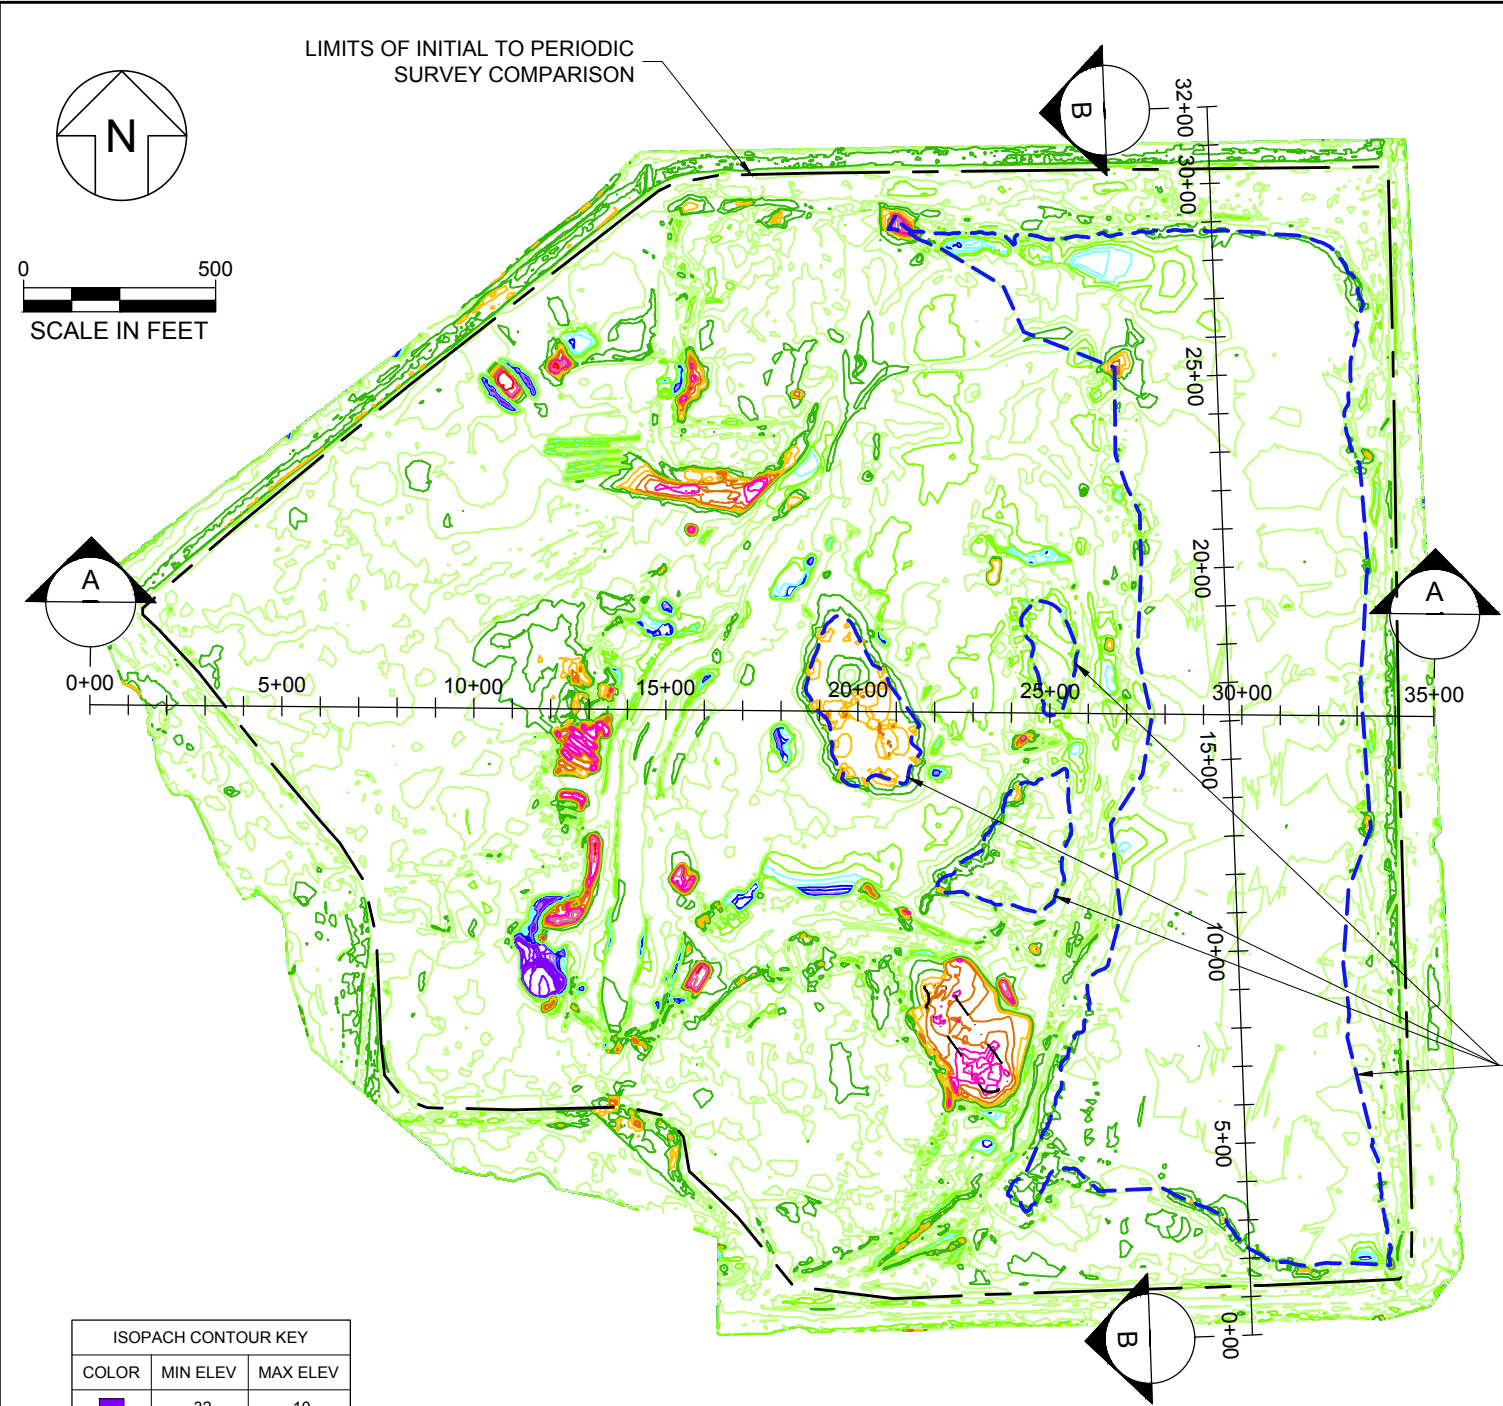 LIMITS OF INITIAL TO PERIODIC
SURVEY COMPARISON
N
0 500
SCALE IN FEET
B
32+00
30+00
25+00
20+00
15+00
10+00
5+00
0+00
A
A
0+00 5+00 10+00 15+00 20+00 25+00 30+00 35+00
B
ISOPACH CONTOUR KEY
COLOR MIN ELEV MAX ELEV